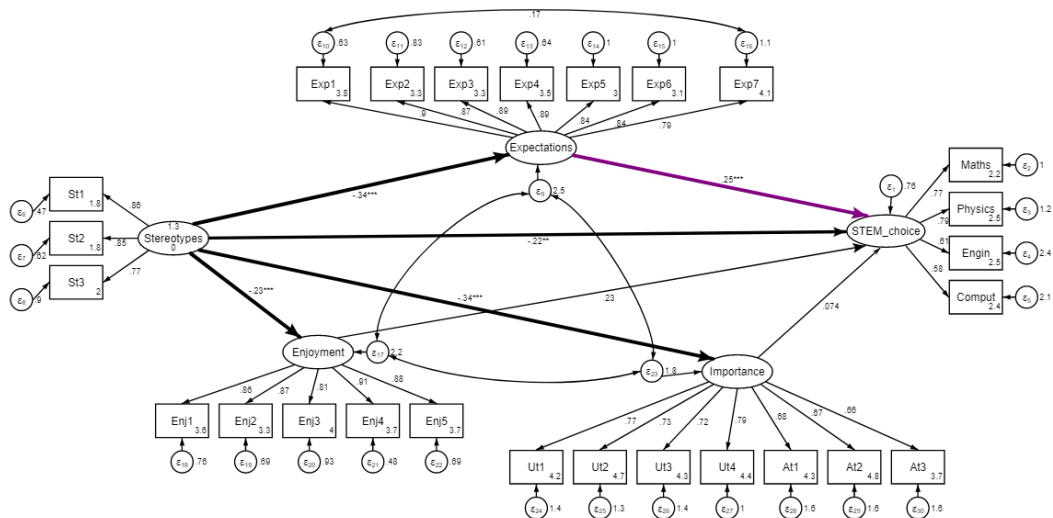 .17
ε10 .63
ε11 .83
ε12 .61
ε13 .64
ε14 1
ε15 1
ε16 1.1
Exp1 3.8
Exp2 3.3
Exp3 3.3
Exp4 3.5
Exp5 3
Exp6 3.1
Exp7 4.1
.9
.87
.89
.89
.84
.84
.79
Expectations
ε9 2.5
-.34***
.25***
Maths 2.2
ε2 1
ε1 .76
.77
Physics 2.5
ε3 1.2
.79
STEM_choice
Engin 2.5
ε4 2.4
.61
Comput 2.4
ε5 2.1
.58
St1 1.8
ε6 .47
.86
St2 1.8
ε7 .62
.85
St3 2
ε8 .9
.77
1.3
Stereotypes
0
-.22**
-.23***
-.34***
.23
.074
Enjoyment
ε17 2.2
ε23 1.8
Importance
.86
.87
.81
.91
.88
Enj1 3.6
Enj2 3.3
Enj3 4
Enj4 3.7
Enj5 3.7
ε18 .76
ε19 .69
ε20 .93
ε21 .48
ε22 .69
.77
.73
.72
.79
.68
.67
.66
Ut1 4.2
Ut2 4.7
Ut3 4.3
Ut4 4.4
At1 4.3
At2 4.8
At3 3.7
ε24 1.4
ε25 1.3
ε26 1.4
ε27 1
ε28 1.6
ε29 1.6
ε30 1.6